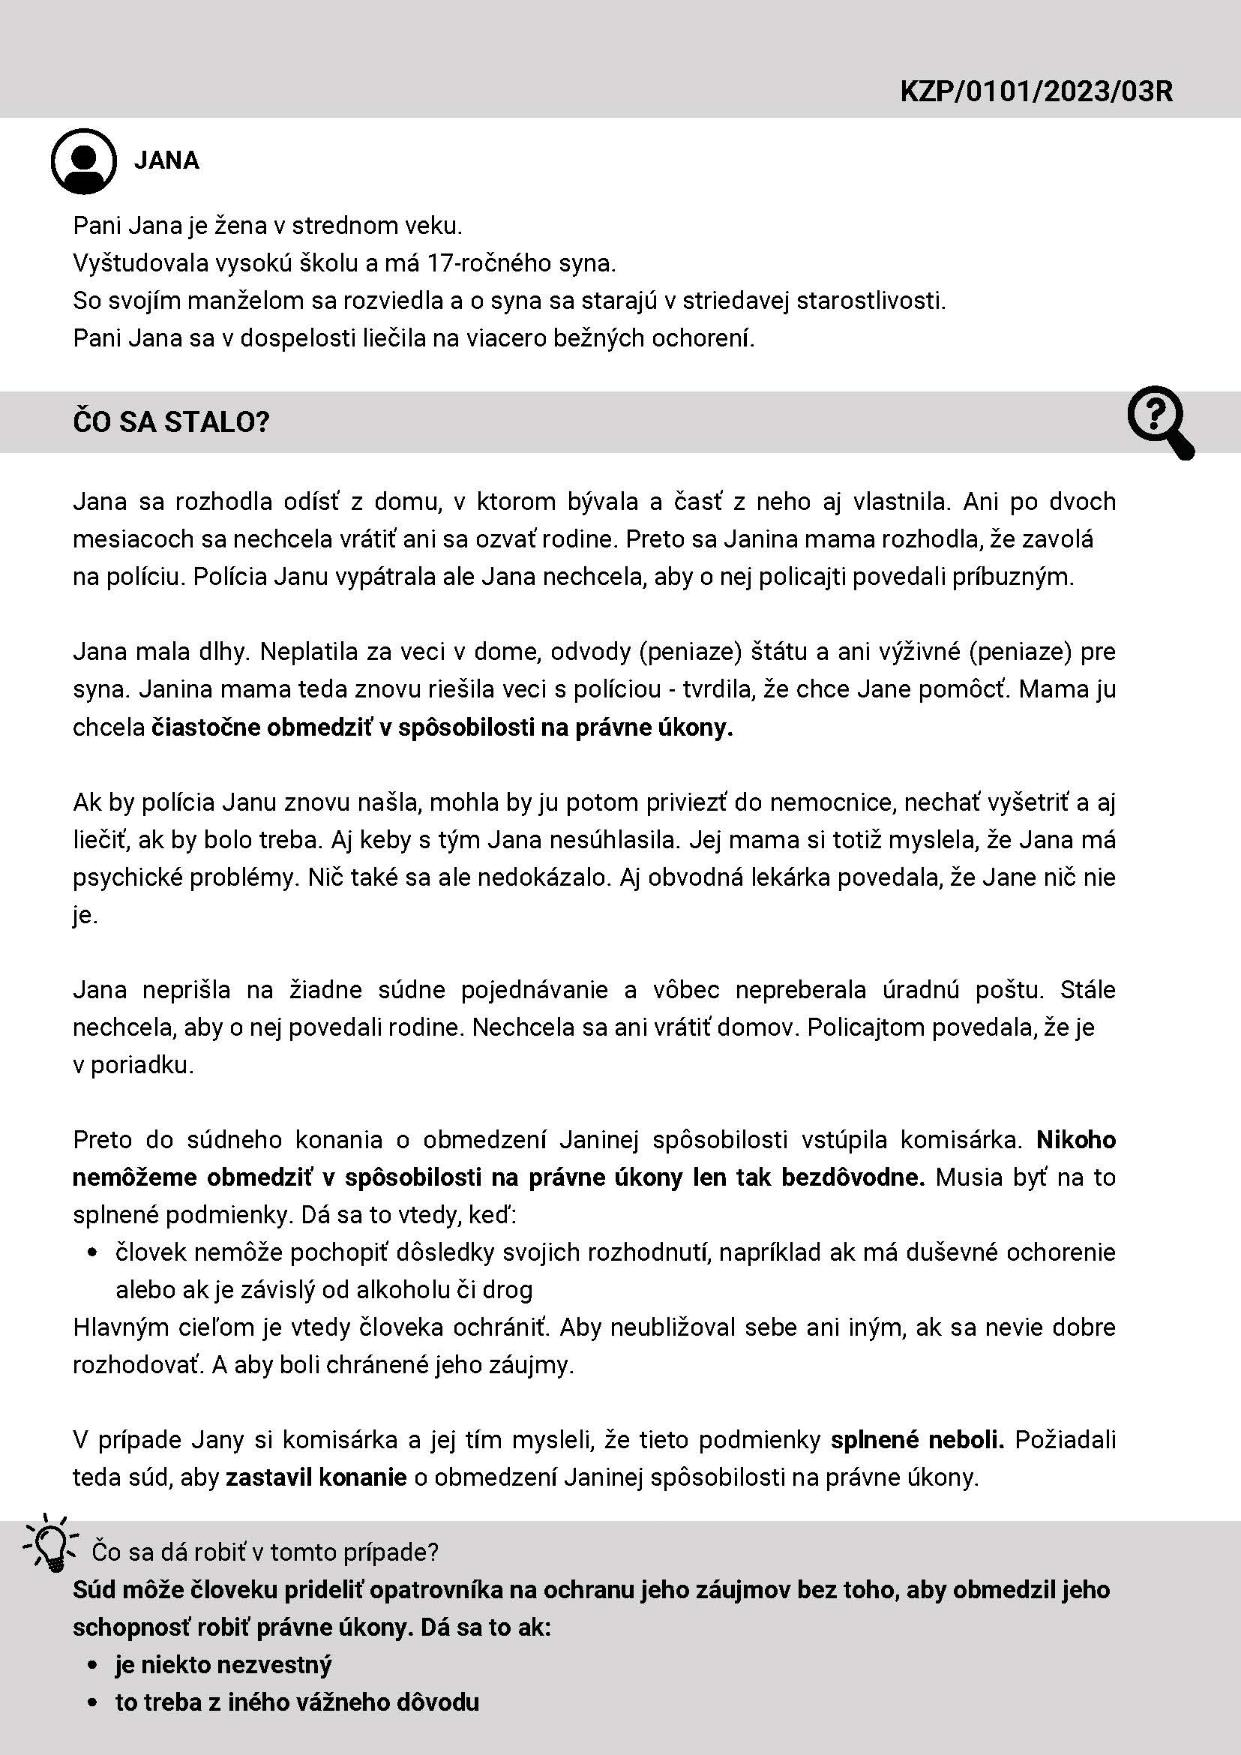 KZP/0101/2023/03R
JANA
Pani Jana je žena v strednom veku.
Vyštudovala vysokú školu a má 17-ročného syna.
So svojím manželom sa rozviedla a o syna sa starajú v striedavej starostlivosti.
Pani Jana sa v dospelosti liečila na viacero bežných ochorení.
ČO SA STALO?
Jana sa rozhodla odísť z domu, v ktorom bývala a časť z neho aj vlastnila. Ani po dvoch
mesiacoch sa nechcela vrátiť ani sa ozvať rodine. Preto sa Janina mama rozhodla, že zavolá
na políciu. Polícia Janu vypátrala ale Jana nechcela, aby o nej policajti povedali príbuzným.
Jana mala dlhy. Neplatila za veci v dome, odvody (peniaze) štátu a ani výživné (peniaze) pre
syna. Janina mama teda znovu riešila veci s políciou - tvrdila, že chce Jane pomôcť. Mama ju
chcela čiastočne obmedziť v spôsobilosti na právne úkony.
Ak by polícia Janu znovu našla, mohla by ju potom priviezť do nemocnice, nechať vyšetriť a aj
liečiť, ak by bolo treba. Aj keby s tým Jana nesúhlasila. Jej mama si totiž myslela, že Jana má
psychické problémy. Nič také sa ale nedokázalo. Aj obvodná lekárka povedala, že Jane nič nie
je.
Jana neprišla na žiadne súdne pojednávanie a vôbec nepreberala úradnú poštu. Stále
nechcela, aby o nej povedali rodine. Nechcela sa ani vrátiť domov. Policajtom povedala, že je
v poriadku.
Preto do súdneho konania o obmedzení Janinej spôsobilosti vstúpila komisárka. Nikoho
nemôžeme obmedziť v spôsobilosti na právne úkony len tak bezdôvodne. Musia byť na to
splnené podmienky. Dá sa to vtedy, keď:
• človek nemôže pochopiť dôsledky svojich rozhodnutí, napríklad ak má duševné ochorenie
alebo ak je závislý od alkoholu či drog
Hlavným cieľom je vtedy človeka ochrániť. Aby neubližoval sebe ani iným, ak sa nevie dobre
rozhodovať. A aby boli chránené jeho záujmy.
V prípade Jany si komisárka a jej tím mysleli, že tieto podmienky splnené neboli. Požiadali
teda súd, aby zastavil konanie o obmedzení Janinej spôsobilosti na právne úkony.
Čo sa dá robiť v tomto prípade?
Súd môže človeku prideliť opatrovníka na ochranu jeho záujmov bez toho, aby obmedzil jeho
schopnosť robiť právne úkony. Dá sa to ak:
• je niekto nezvestný
• to treba z iného vážneho dôvodu